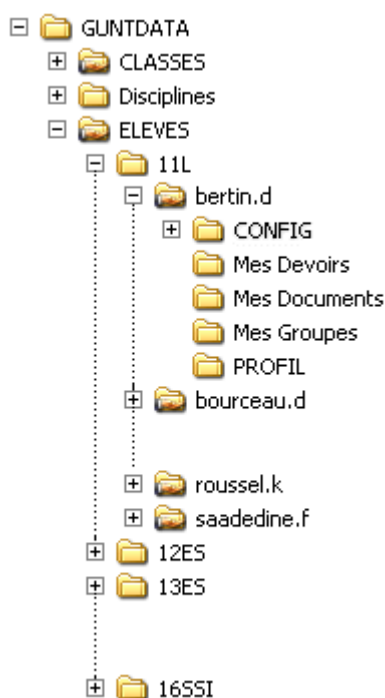 GUNTDATA
CLASSES
Disciplines
ELEVES
11L
bertin.d
CONFIG
Mes Devoirs
Mes Documents
Mes Groupes
PROFIL
bourceau.d
roussel.k
saadedine.f
12ES
13ES
16SSI